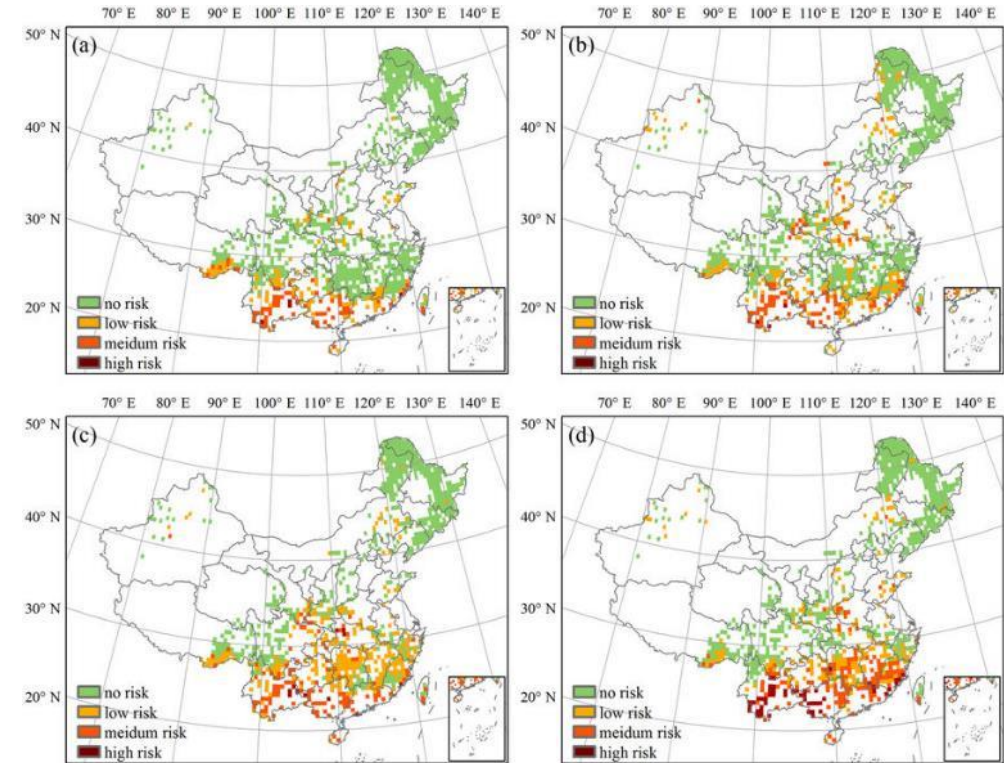 70° E 80° E 90° E 100° E 110° E 120° E 130° E 140° E
70° E 80° E 90° E 100° E 110° E 120° E 130° E 140° E
50° N
(a)
40° N
30° N
20° N
no risk
low risk
meidum risk
high risk
50° N
(b)
40° N
30° N
20° N
no risk
low risk
meidum risk
high risk
70° E 80° E 90° E 100° E 110° E 120° E 130° E 140° E
70° E 80° E 90° E 100° E 110° E 120° E 130° E 140° E
50° N
(c)
40° N
30° N
20° N
no risk
low risk
meidum risk
high risk
50° N
(d)
40° N
30° N
20° N
no risk
low risk
meidum risk
high risk